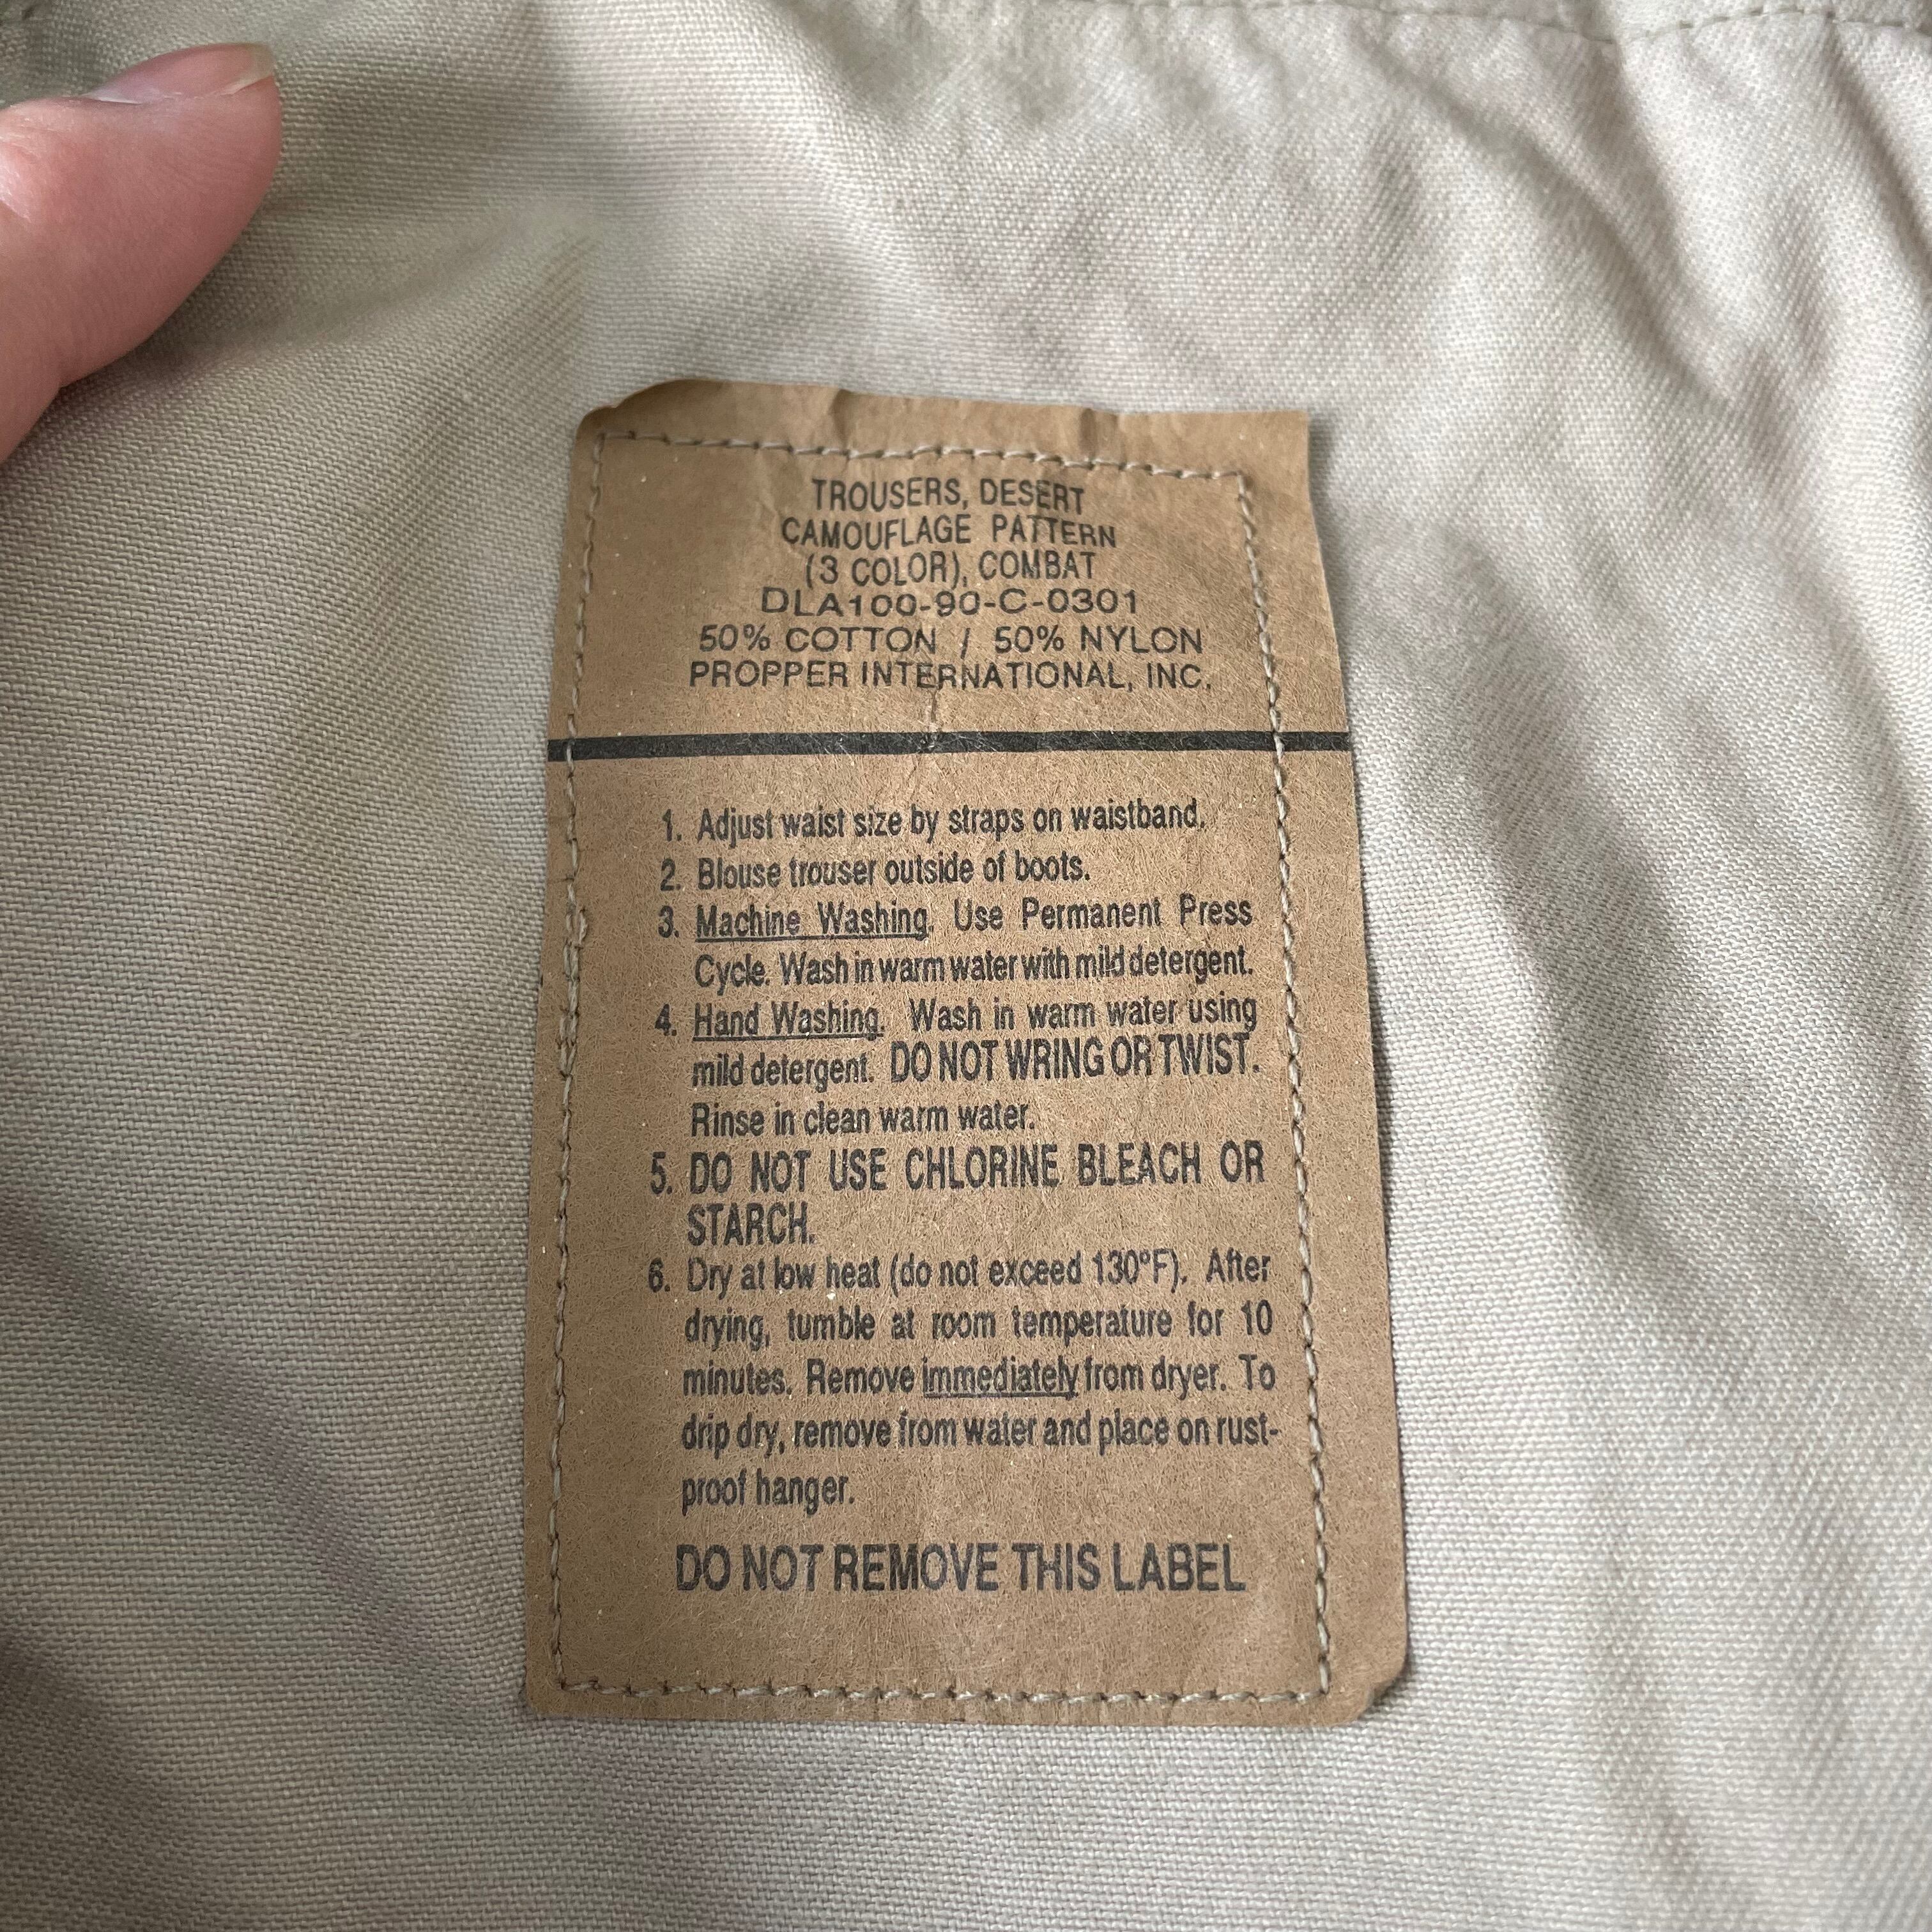 TROUSERS, DESERT
CAMOUFLAGE PATTERN
(3 COLOR), COMBAT
DLA100-90-C-0301
50% COTTON / 50% NYLON
PROPPER INTERNATIONAL, INC.
1. Adjust waist size by straps on waistband.
2. Blouse trouser outside of boots.
3. Machine Washing. Use Permanent Press
Cycle. Wash in warm water with mild detergent.
4. Hand Washing. Wash in warm water using
mild detergent. DO NOT WRING OR TWIST.
Rinse in clean warm water.
5. DO NOT USE CHLORINE BLEACH OR
STARCH.
6. Dry at low heat (do not exceed 130°F). After
drying, tumble at room temperature for 10
minutes. Remove immediately from dryer. To
drip dry, remove from water and place on rust-
proof hanger.
DO NOT REMOVE THIS LABEL